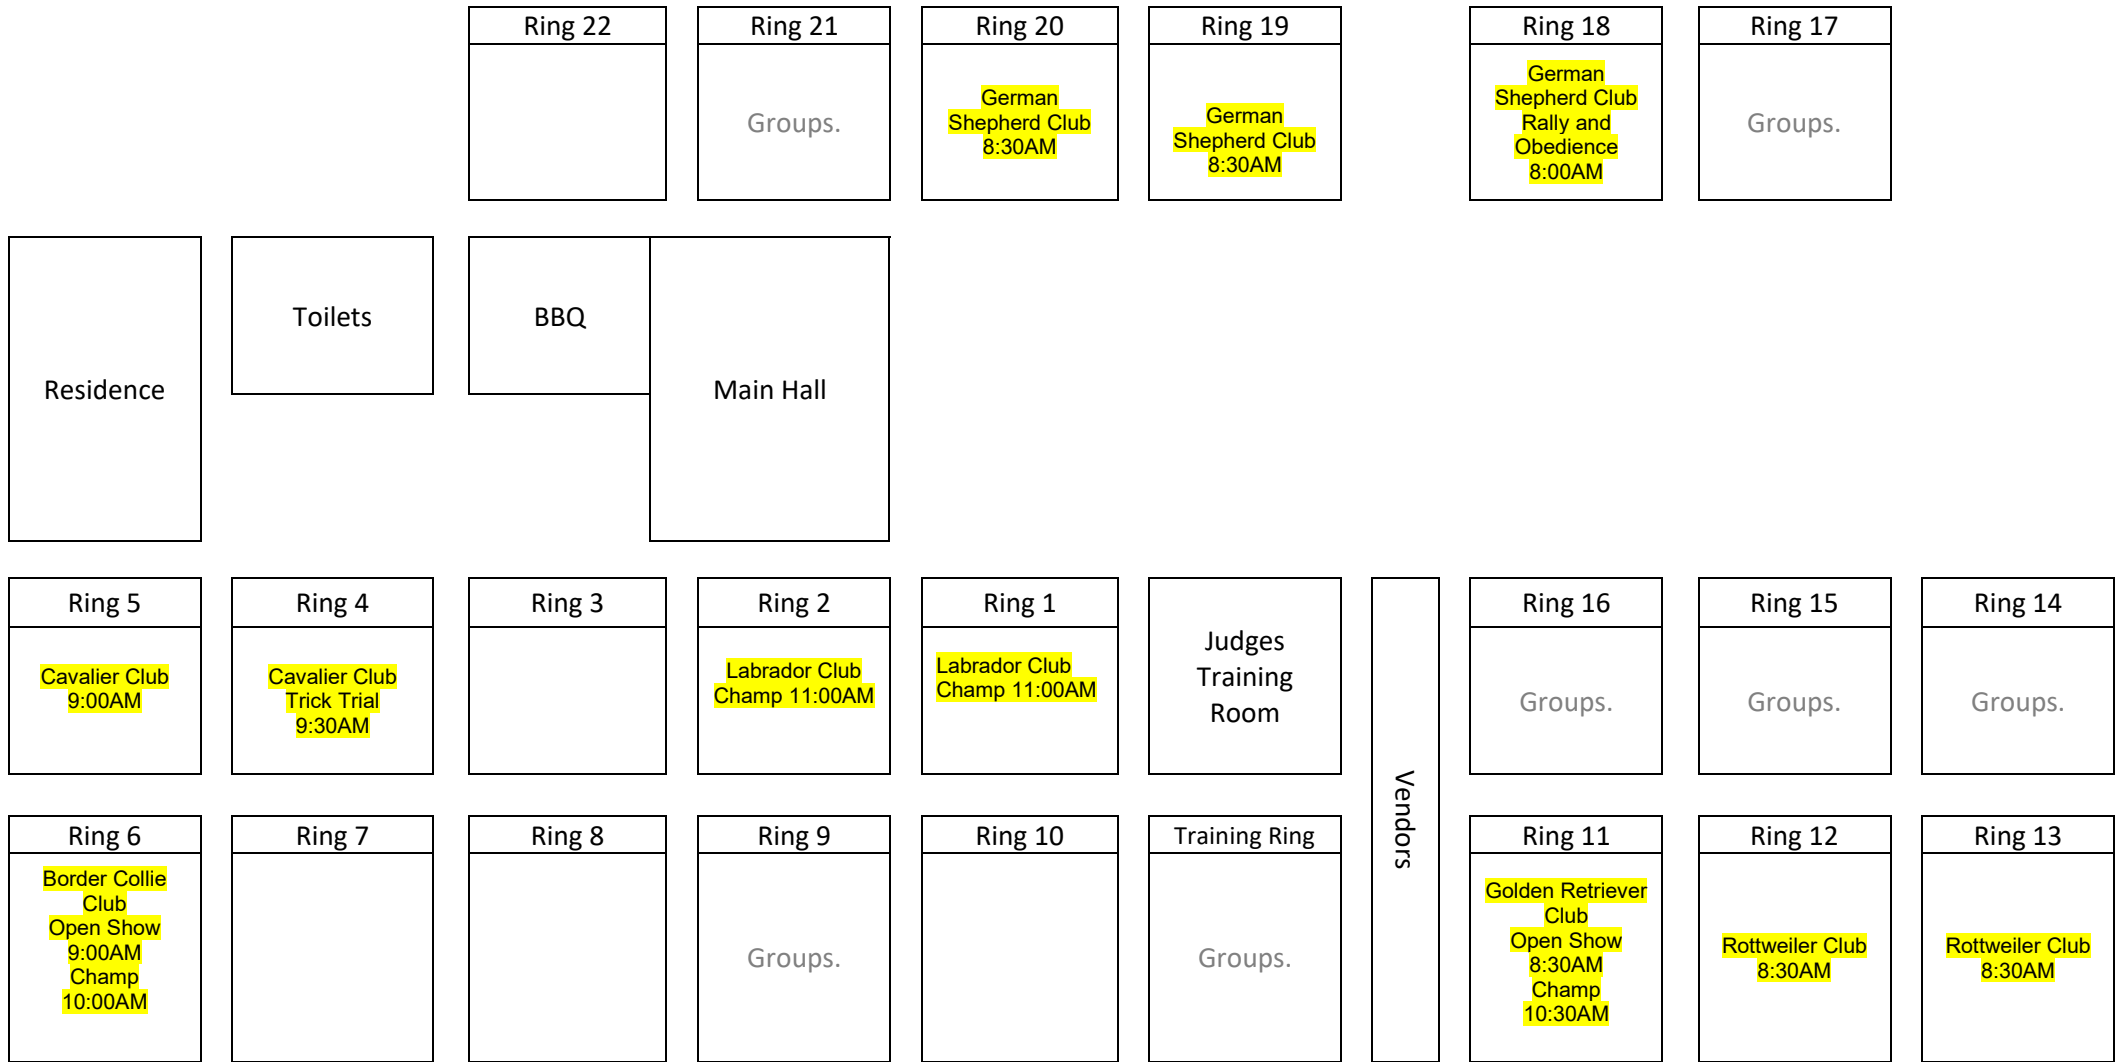 Ring 22
Ring 21
Groups.
Ring 20
German
Shepherd Club
8:30AM
Ring 19
German
Shepherd Club
8:30AM
Ring 18
German
Shepherd Club
Rally and
Obedience
8:00AM
Ring 17
Groups.
Residence
Toilets
BBQ
Main Hall
Ring 5
Cavalier Club
9:00AM
Ring 4
Cavalier Club
Trick Trial
9:30AM
Ring 3
Ring 2
Labrador Club
Champ 11:00AM
Ring 1
Labrador Club
Champ 11:00AM
Judges
Training
Room
Vendors
Ring 16
Groups.
Ring 15
Groups.
Ring 14
Groups.
Ring 6
Border Collie
Club
Open Show
9:00AM
Champ
10:00AM
Ring 7
Ring 8
Ring 9
Groups.
Ring 10
Training Ring
Groups.
Ring 11
Golden Retriever
Club
Open Show
8:30AM
Champ
10:30AM
Ring 12
Rottweiler Club
8:30AM
Ring 13
Rottweiler Club
8:30AM